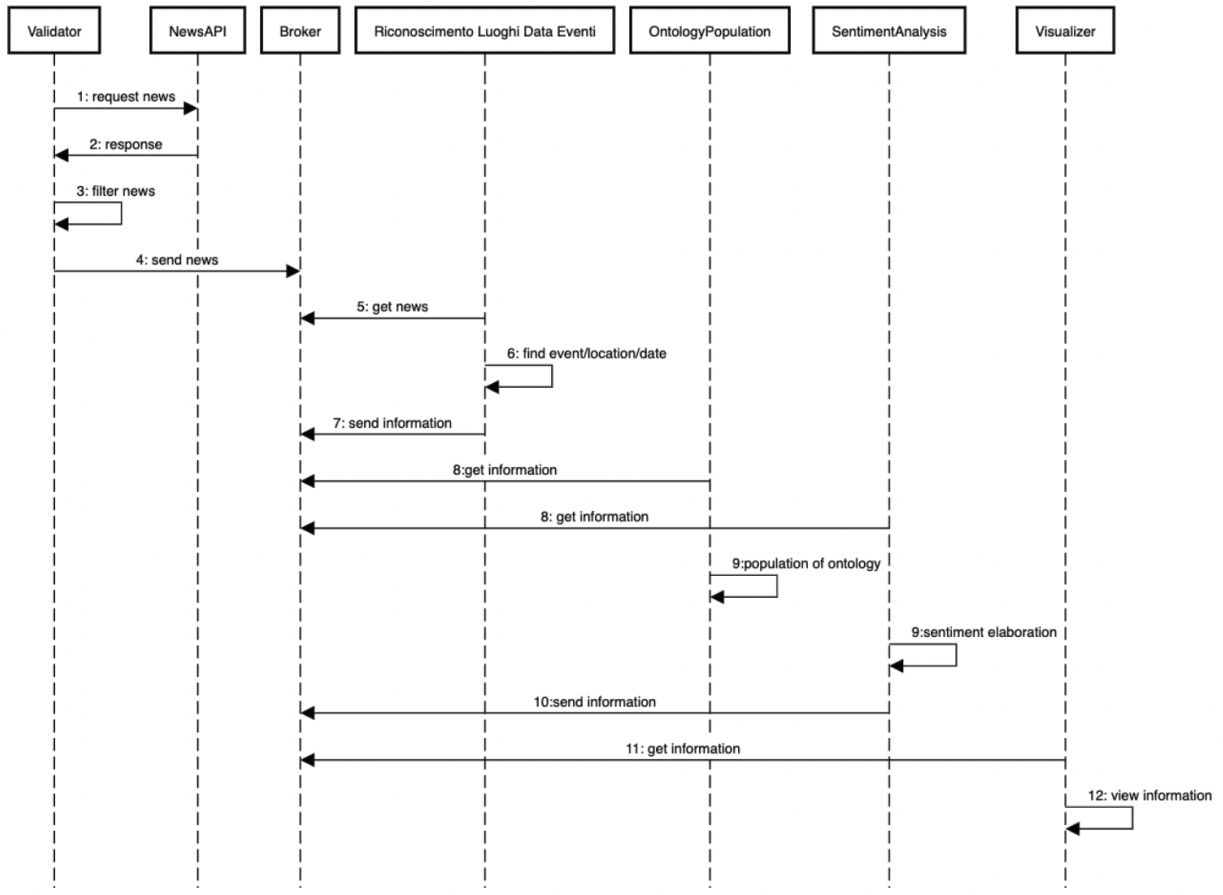 Validator
NewsAPI
Broker
Riconoscimento Luoghi Data Eventi
OntologyPopulation
SentimentAnalysis
Visualizer
1: request news
2: response
3: filter news
4: send news
5: get news
6: find event/location/date
7: send information
8:get information
8: get information
9:population of ontology
9:sentiment elaboration
10:send information
11: get information
12: view information